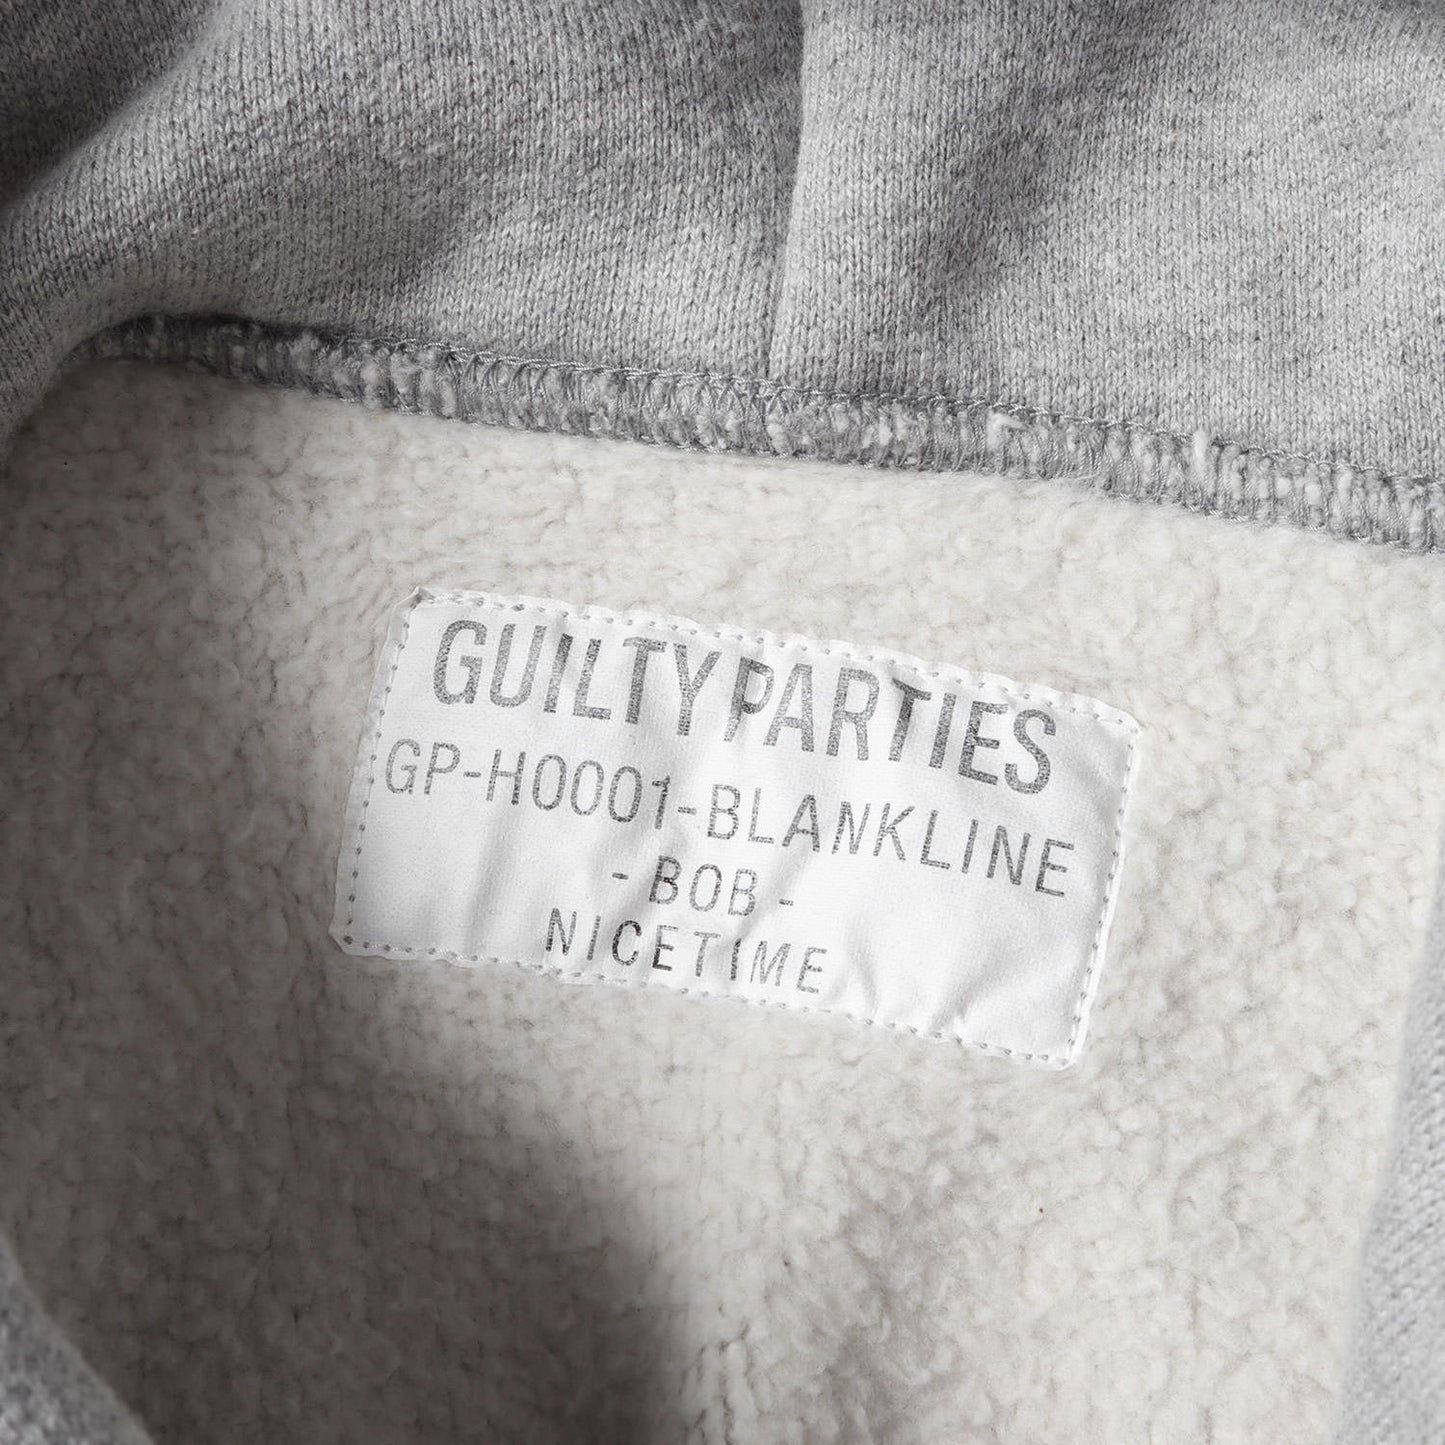 GUILTY PARTIES
GP-H0001-BLANKLINE
- BOB -
NICETIME